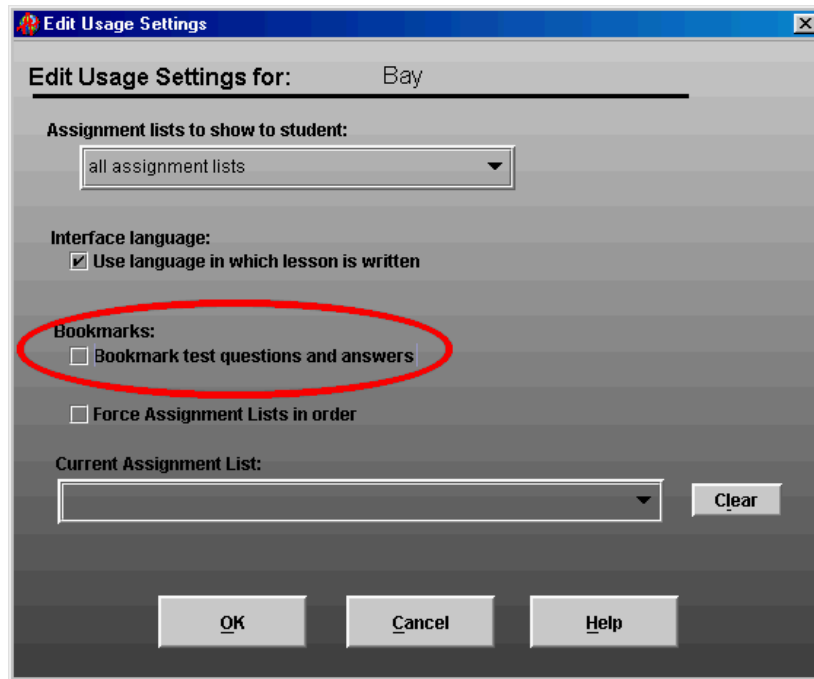 Edit Usage Settings
Edit Usage Settings for: Bay
Assignment lists to show to student:
all assignment lists
Interface language:
Use language in which lesson is written
Bookmarks:
Bookmark test questions and answers
Force Assignment Lists in order
Current Assignment List:
Clear
OK Cancel Help